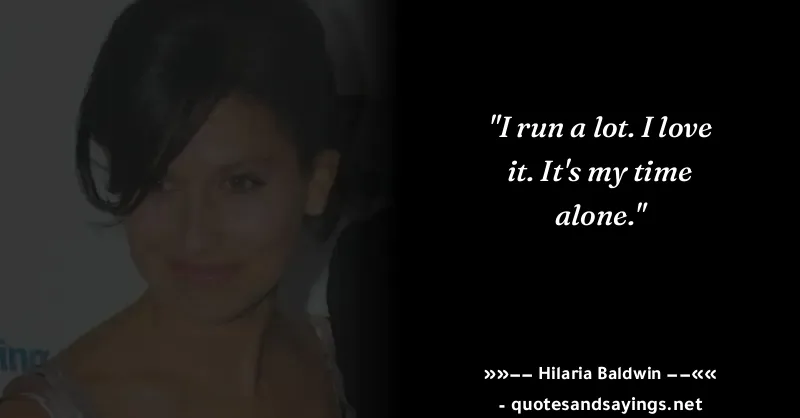 "I run a lot. I love
it. It's my time
alone."
»»—— Hilaria Baldwin ——««
- quotesandsayings.net